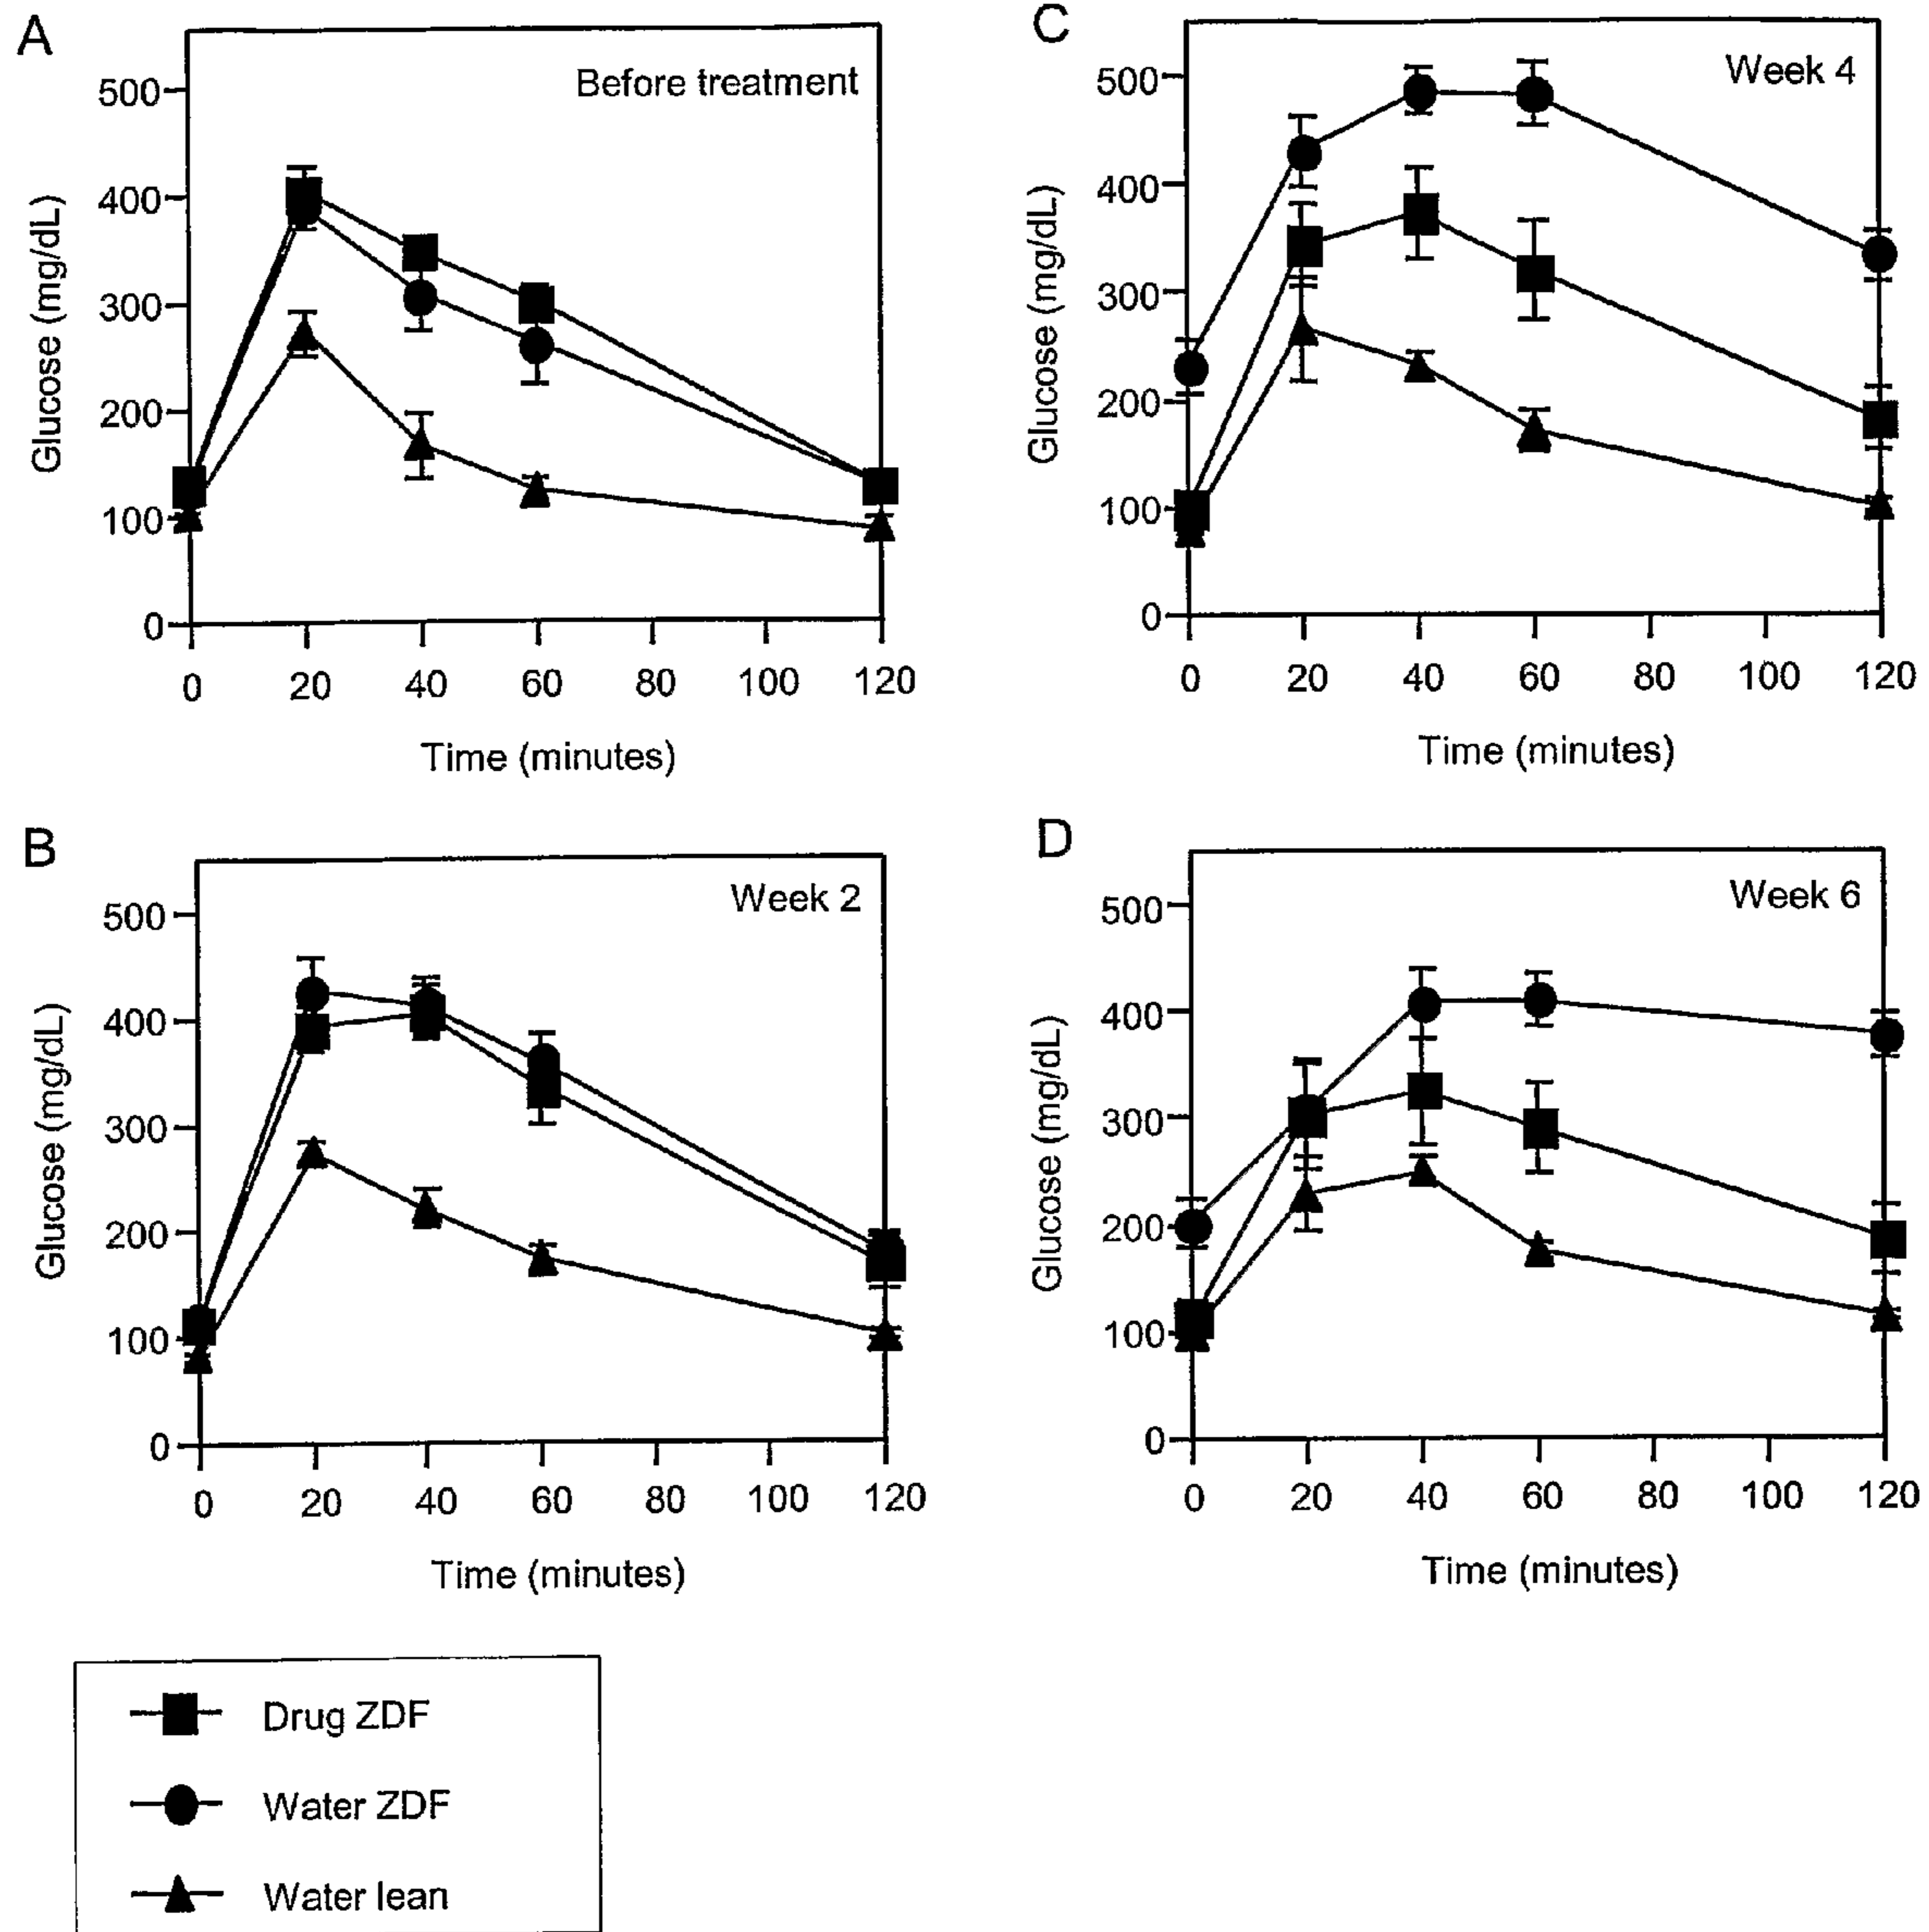 A
Before treatment
500
400
300
200
100
0
Glucose (mg/dL)
0 20 40 60 80 100 120
Time (minutes)
C
Week 4
500
400
300
200
100
0
Glucose (mg/dL)
0 20 40 60 80 100 120
Time (minutes)
B
Week 2
500
400
300
200
100
0
Glucose (mg/dL)
0 20 40 60 80 100 120
Time (minutes)
D
Week 6
500
400
300
200
100
0
Glucose (mg/dL)
0 20 40 60 80 100 120
Time (minutes)
Drug ZDF
Water ZDF
Water lean